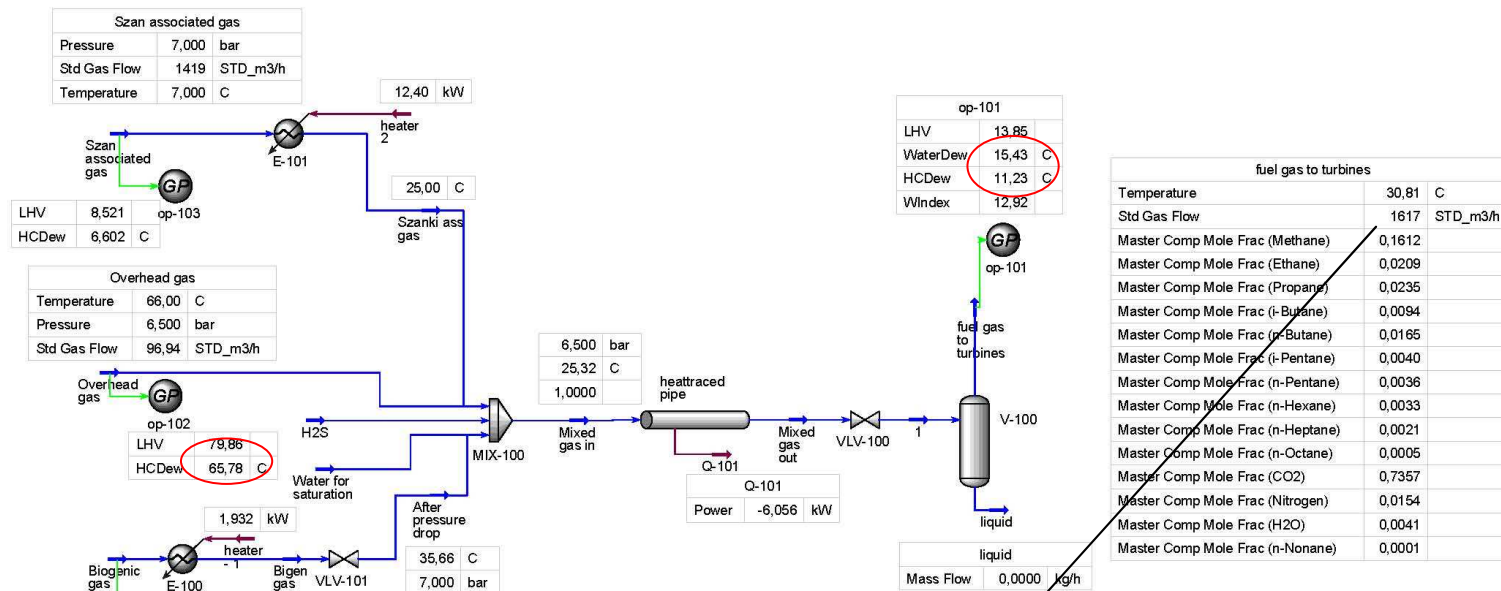 Szan associated gas
Pressure 7,000 bar
Std Gas Flow 1419 STD_m3/h
Temperature 7,000 C
12,40 kW
heater
2
Szan
associated
gas
E-101
GP
op-103
LHV 8,521
HCDew 6,602 C
25,00 C
Szanki ass
gas
op-101
LHV 13,85
WaterDew 15,43 C
HCDew 11,23 C
WIndex 12,92
GP
op-101
fuel gas
to
turbines
fuel gas to turbines
Temperature 30,81 C
Std Gas Flow 1617 STD_m3/h
Master Comp Mole Frac (Methane) 0,1612
Master Comp Mole Frac (Ethane) 0,0209
Master Comp Mole Frac (Propane) 0,0235
Master Comp Mole Frac (i-Butane) 0,0094
Master Comp Mole Frac (n-Butane) 0,0165
Master Comp Mole Frac (i-Pentane) 0,0040
Master Comp Mole Frac (n-Pentane) 0,0036
Master Comp Mole Frac (n-Hexane) 0,0033
Master Comp Mole Frac (n-Heptane) 0,0021
Master Comp Mole Frac (n-Octane) 0,0005
Master Comp Mole Frac (CO2) 0,7357
Master Comp Mole Frac (Nitrogen) 0,0154
Master Comp Mole Frac (H2O) 0,0041
Master Comp Mole Frac (n-Nonane) 0,0001
Overhead gas
Temperature 66,00 C
Pressure 6,500 bar
Std Gas Flow 96,94 STD_m3/h
Overhead
gas
GP
op-102
LHV 79,86
HCDew 65,78 C
H2S
Water for
saturation
MIX-100
6,500 bar
25,32 C
1,0000
Mixed
gas in
heattraced
pipe
Q-101
Mixed
gas
out
VLV-100
1
V-100
Q-101
Power -6,056 kW
liquid
liquid
Mass Flow 0,0000 kg/h
1,932 kW
heater
- 1
Biogenic
gas
E-100
Bigen
gas
VLV-101
After
pressure
drop
35,66 C
7,000 bar